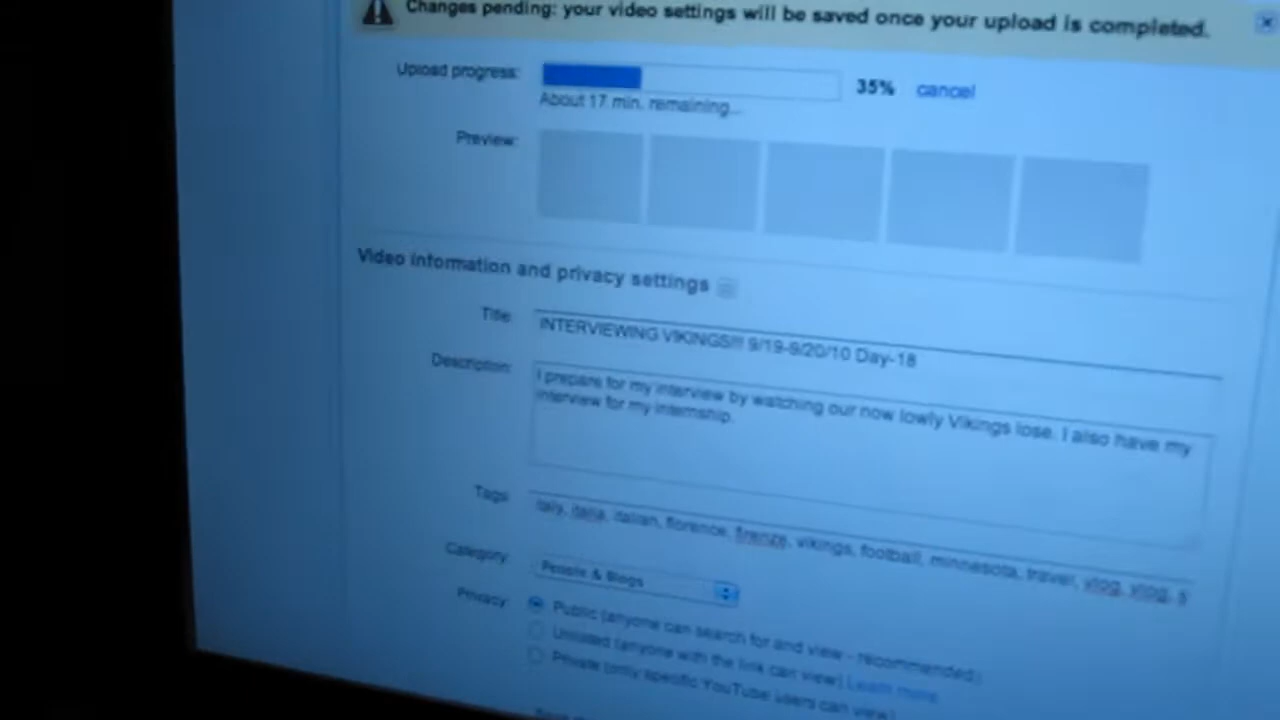 Changes pending: your video settings will be saved once your upload is completed.
Upload progress:
35% cancel
About 17 min. remaining...
Preview:
Video information and privacy settings
Title:
INTERVIEWING VIKINGS!!! 9/19-9/20/10 Day-18
Description:
I prepare for my interview by watching our now lowly Vikings lose. I also have my
interview for my internship.
Tags:
italy, italia, italian, florence, firenze, vikings, football, minnesota, travel, vlog, vlog, s
Category:
People & Blogs
Privacy:
Public (anyone can search for and view - recommended)
Unlisted (anyone with the link can view) Learn more
Private (only specific YouTube users can view)